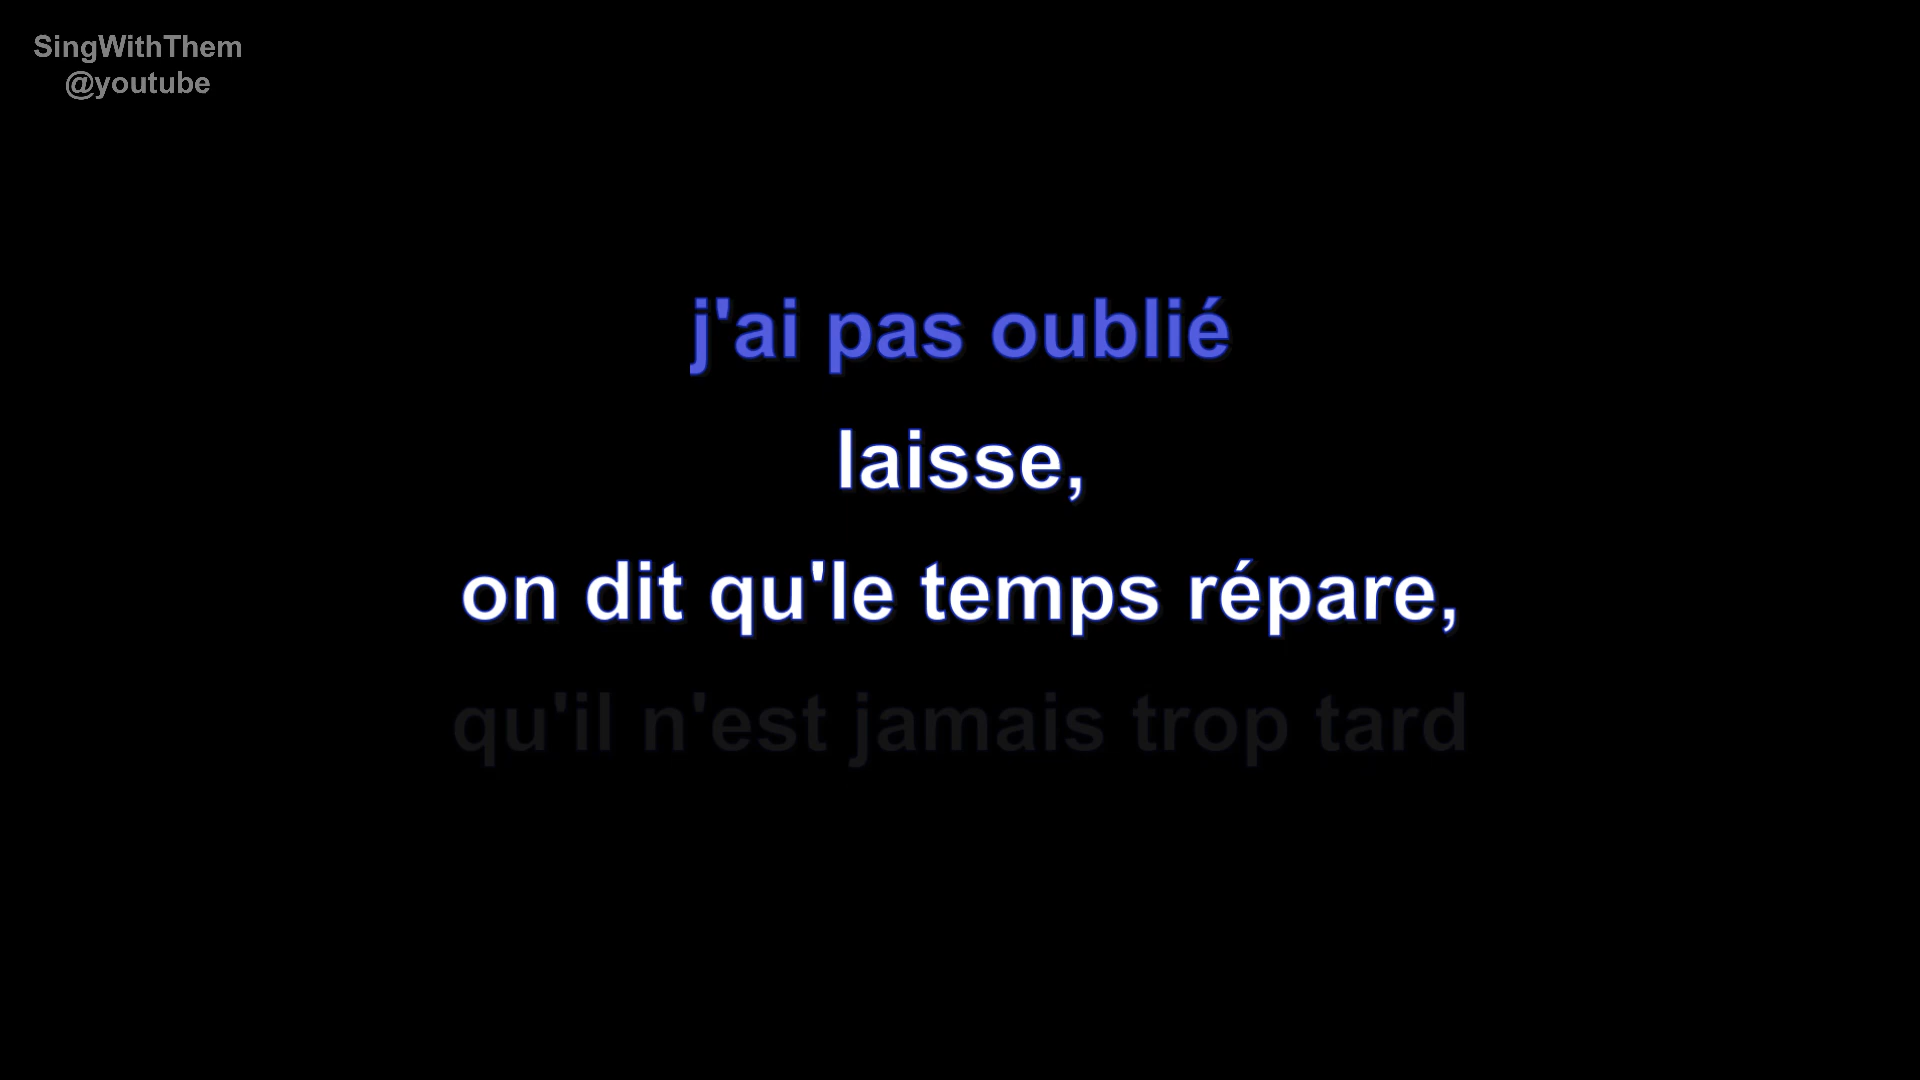 SingWithThem
@youtube
j'ai pas oublié
laisse,
on dit qu'le temps répare,
qu'il n'est jamais trop tard